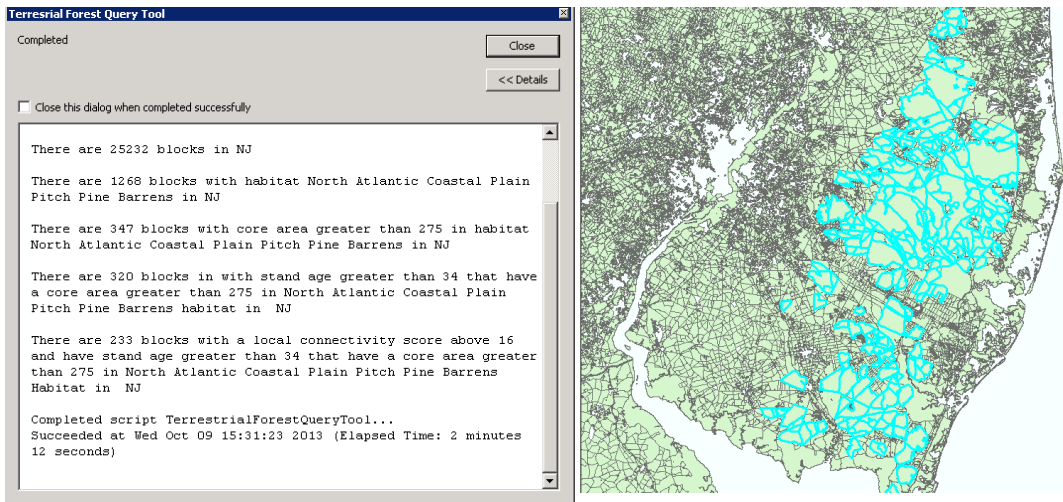 Terresrial Forest Query Tool
Completed
Close
<< Details
Close this dialog when completed successfully
There are 25232 blocks in NJ
There are 1268 blocks with habitat North Atlantic Coastal Plain
Pitch Pine Barrens in NJ
There are 347 blocks with core area greater than 275 in habitat
North Atlantic Coastal Plain Pitch Pine Barrens in NJ
There are 320 blocks in with stand age greater than 34 that have
a core area greater than 275 in North Atlantic Coastal Plain
Pitch Pine Barrens habitat in  NJ
There are 233 blocks with a local connectivity score above 16
and have stand age greater than 34 that have a core area greater
than 275 in North Atlantic Coastal Plain Pitch Pine Barrens
Habitat in  NJ
Completed script TerrestrialForestQueryTool...
Succeeded at Wed Oct 09 15:31:23 2013 (Elapsed Time: 2 minutes
12 seconds)